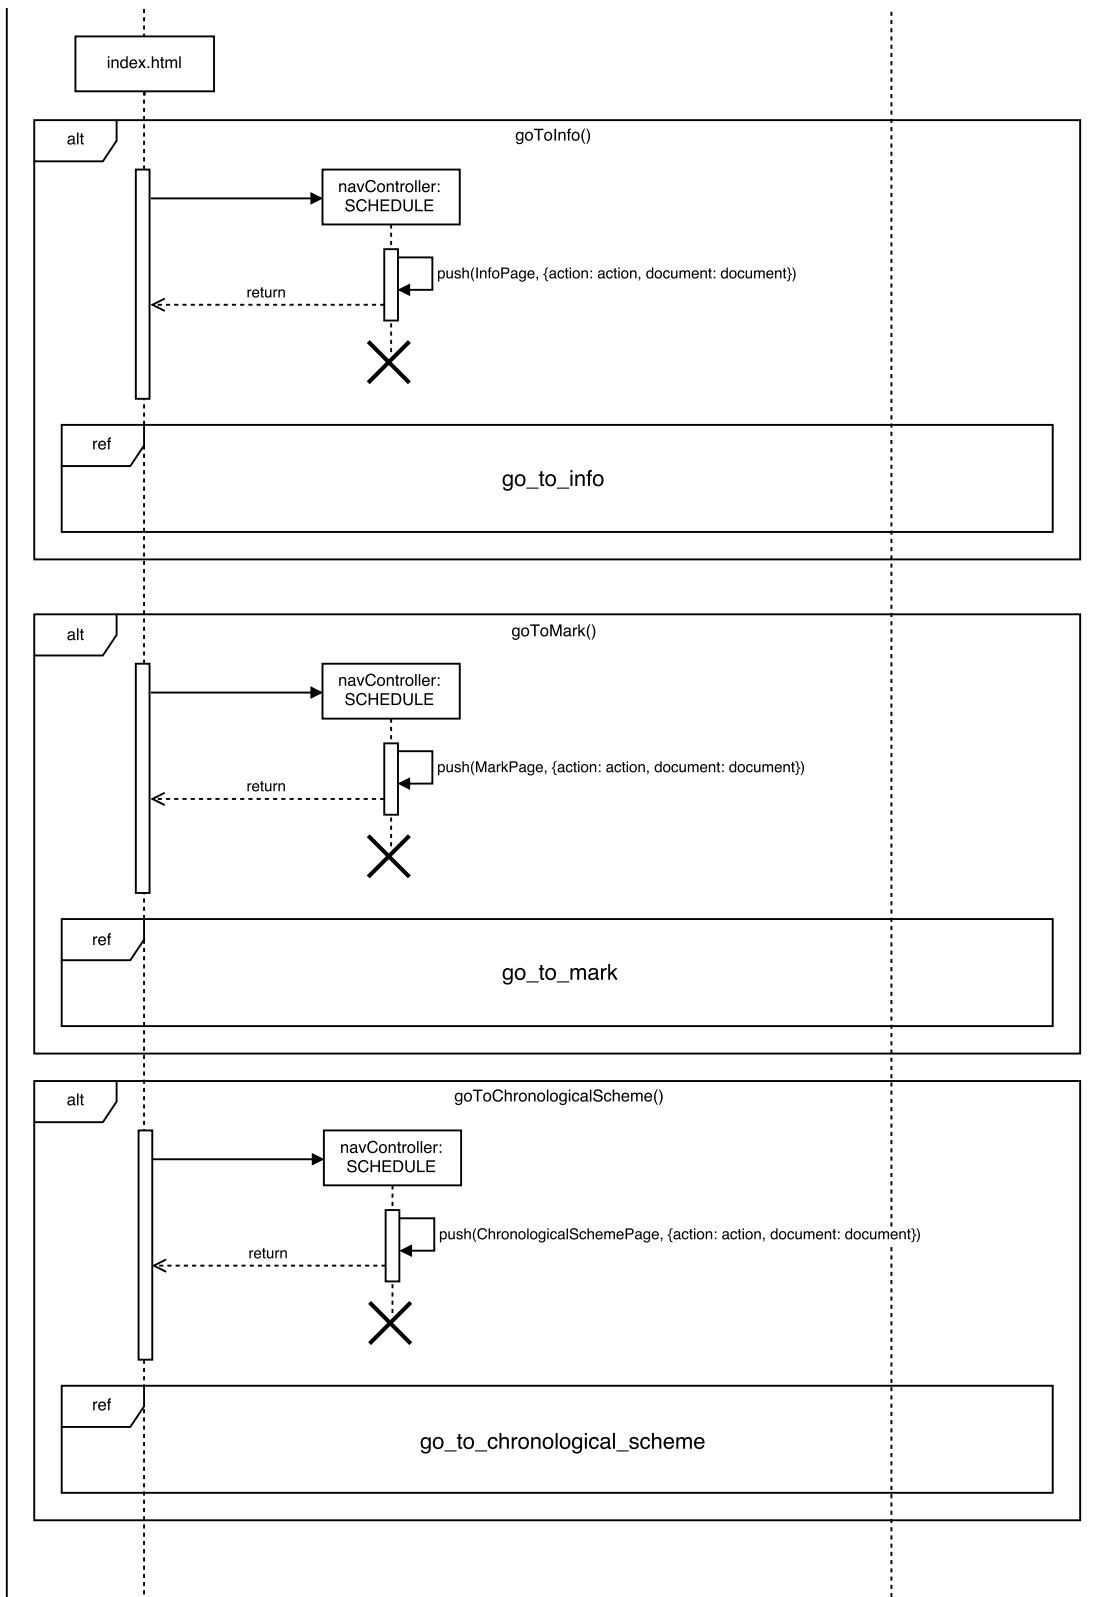 index.html
alt
goToInfo()
navController:
SCHEDULE
push(InfoPage, {action: action, document: document})
return
ref
go_to_info
alt
goToMark()
navController:
SCHEDULE
push(MarkPage, {action: action, document: document})
return
ref
go_to_mark
alt
goToChronologicalScheme()
navController:
SCHEDULE
push(ChronologicalSchemePage, {action: action, document: document})
return
ref
go_to_chronological_scheme